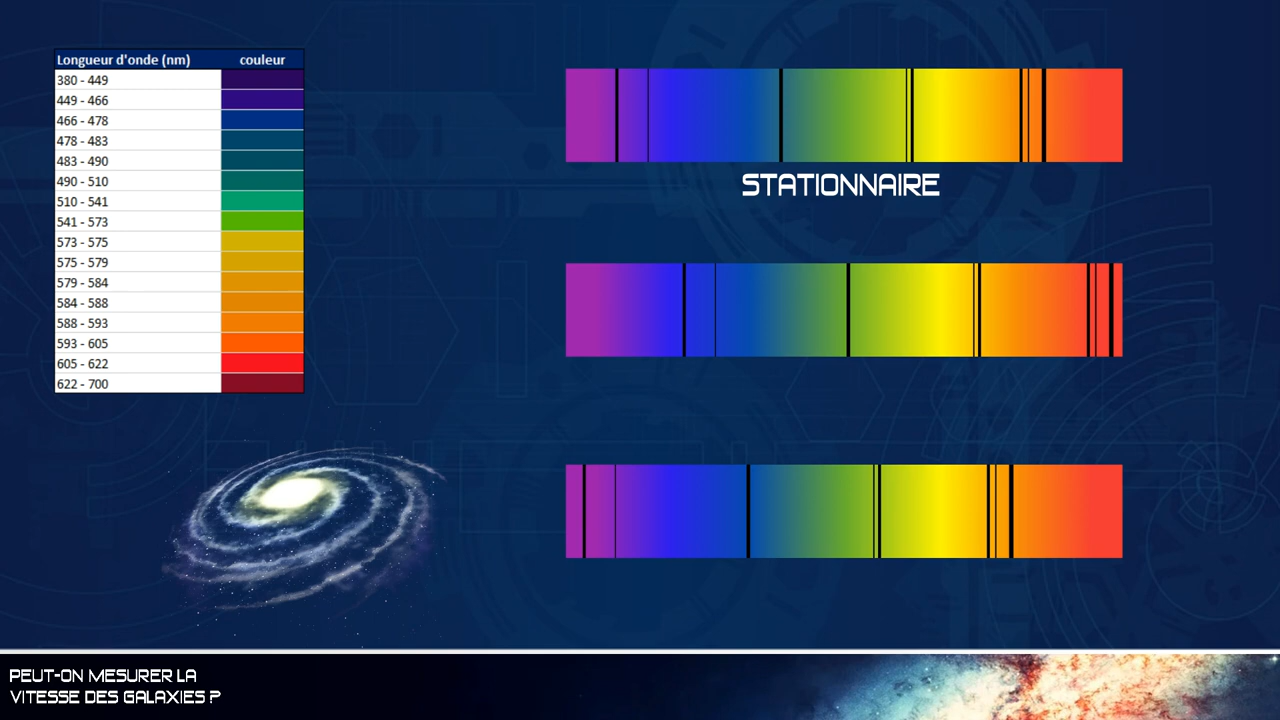 Longueur d'onde (nm) couleur
380 - 449
449 - 466
466 - 478
478 - 483
483 - 490
490 - 510
510 - 541
541 - 573
573 - 575
575 - 579
579 - 584
584 - 588
588 - 593
593 - 605
605 - 622
622 - 700
STATIONNAIRE
PEUT-ON MESURER LA
VITESSE DES GALAXIES ?